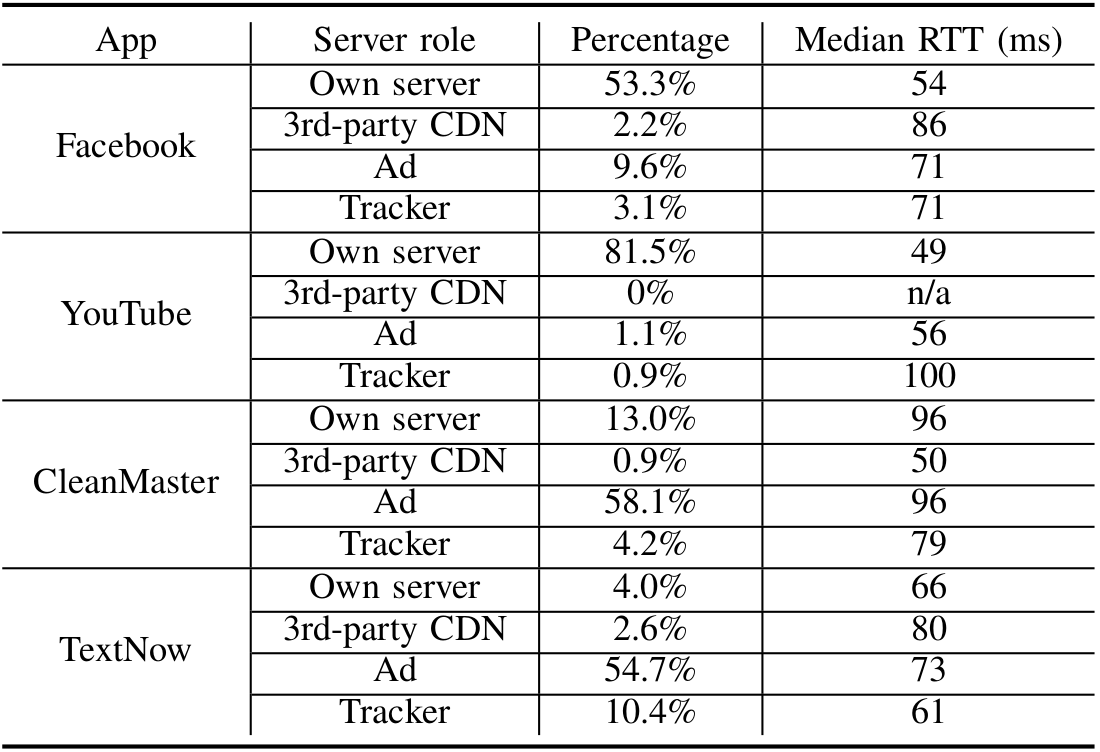 App Server role Percentage Median RTT (ms)
Facebook Own server 53.3% 54
3rd-party CDN 2.2% 86
Ad 9.6% 71
Tracker 3.1% 71
YouTube Own server 81.5% 49
3rd-party CDN 0% n/a
Ad 1.1% 56
Tracker 0.9% 100
CleanMaster Own server 13.0% 96
3rd-party CDN 0.9% 50
Ad 58.1% 96
Tracker 4.2% 79
TextNow Own server 4.0% 66
3rd-party CDN 2.6% 80
Ad 54.7% 73
Tracker 10.4% 61